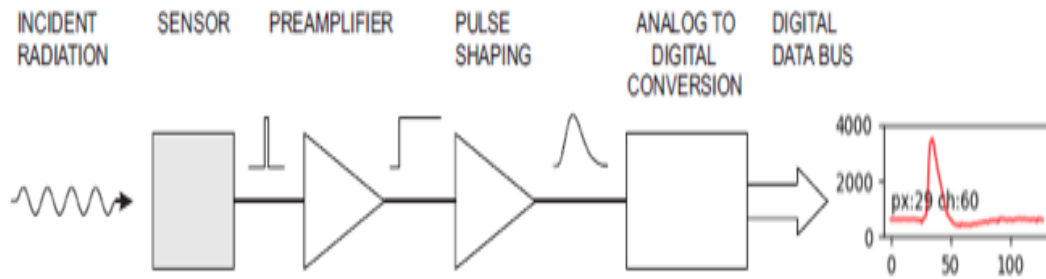 INCIDENT
RADIATION
SENSOR
PREAMPLIFIER
PULSE
SHAPING
ANALOG TO
DIGITAL
CONVERSION
DIGITAL
DATA BUS
4000
2000
0
px:29 ch:60
0
50
100